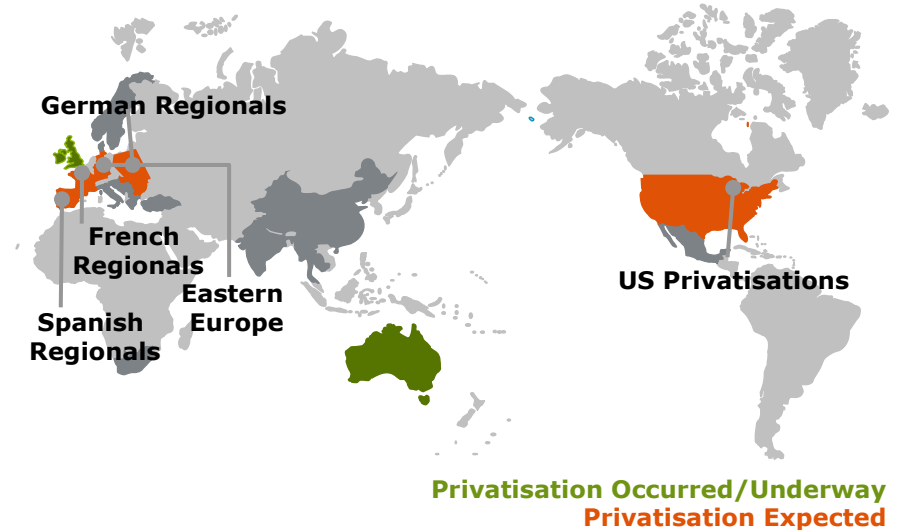 German Regionals
French
Regionals
Eastern
Europe
Spanish
Regionals
US Privatisations
Privatisation Occurred/Underway
Privatisation Expected